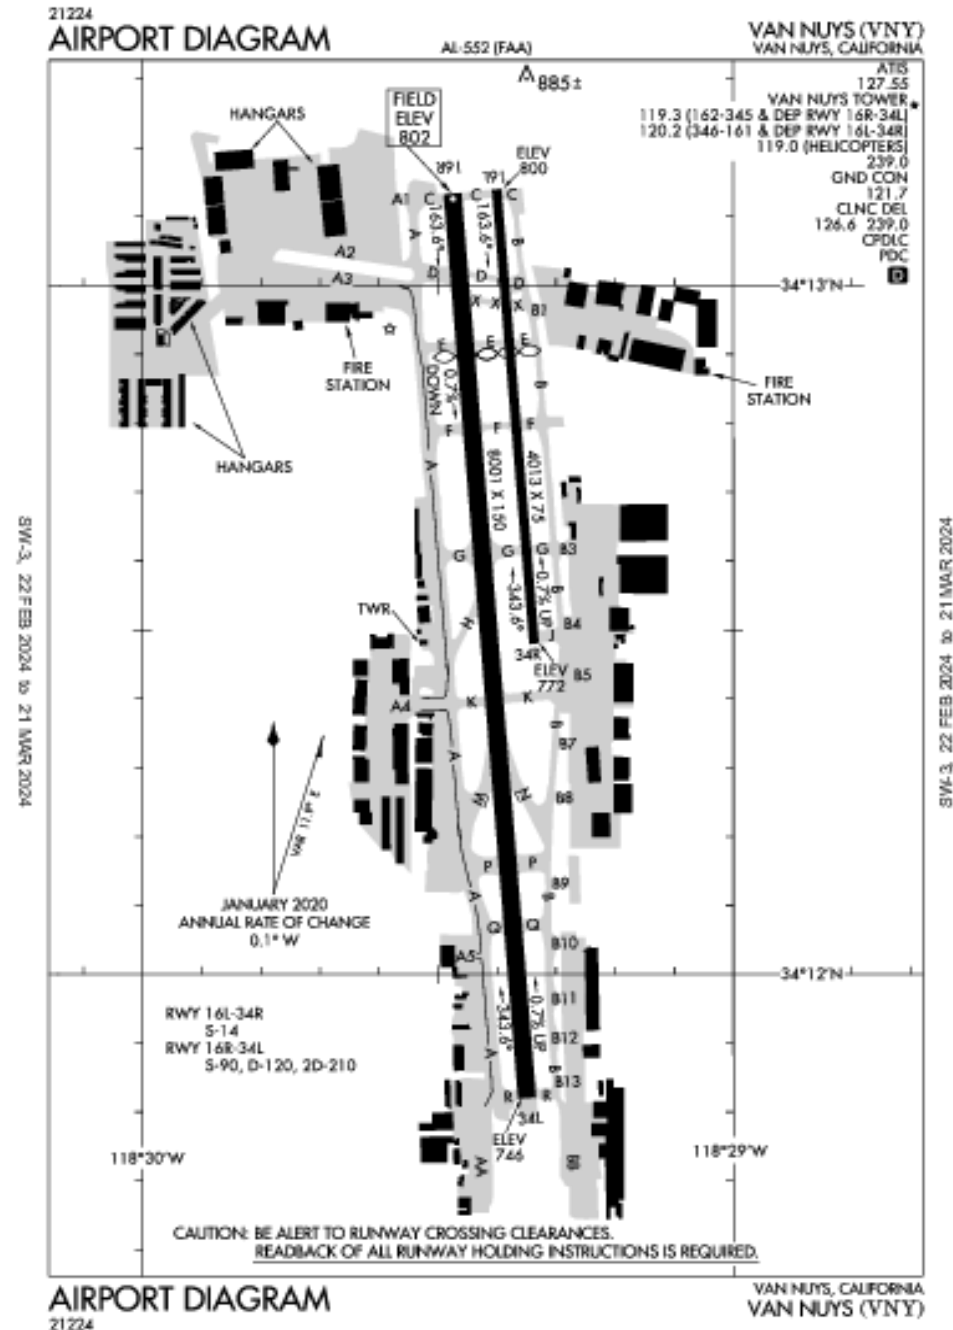 21224
AIRPORT DIAGRAM
AL-552 (FAA)
VAN NUYS (VNY)
VAN NUYS, CALIFORNIA
885±
ATIS
127.55
VAN NUYS TOWER
119.3 (162-345 & DEP RWY 16R-34L)
120.2 (346-161 & DEP RWY 16L-34R)
119.0 (HELICOPTERS)
239.0
GND CON
121.7
CLNC DEL
126.6 239.0
CPDLC
PDC
D
HANGARS
FIELD
ELEV
802
16R
16L
ELEV
800
A1 C C C
163.6°
163.6°
A
B
A2
A3
D D D
34°13'N
X X X
B1
E E E
FIRE
STATION
0.7%
DOWN
FIRE
STATION
B
F F F
HANGARS
A
8001 X 150
4013 X 75
G G G B3
343.6°
0.7% UP
B
TWR
H
J
B4
34R
ELEV
772
B5
A4
K K
B
B7
A
M
N
B8
VAR 11.9° E
P P
B9
A
B
JANUARY 2020
ANNUAL RATE OF CHANGE
0.1° W
Q Q
B10
A5
34°12'N
343.6°
0.7% UP
B11
RWY 16L-34R
S-14
RWY 16R-34L
S-90, D-120, 2D-210
B12
A
B
B13
R R
34L
ELEV
746
118°30'W
118°29'W
AA
BB
CAUTION: BE ALERT TO RUNWAY CROSSING CLEARANCES.
READBACK OF ALL RUNWAY HOLDING INSTRUCTIONS IS REQUIRED.
SW-3, 22 FEB 2024 to 21 MAR 2024
SW-3, 22 FEB 2024 to 21 MAR 2024
AIRPORT DIAGRAM
21224
VAN NUYS, CALIFORNIA
VAN NUYS (VNY)